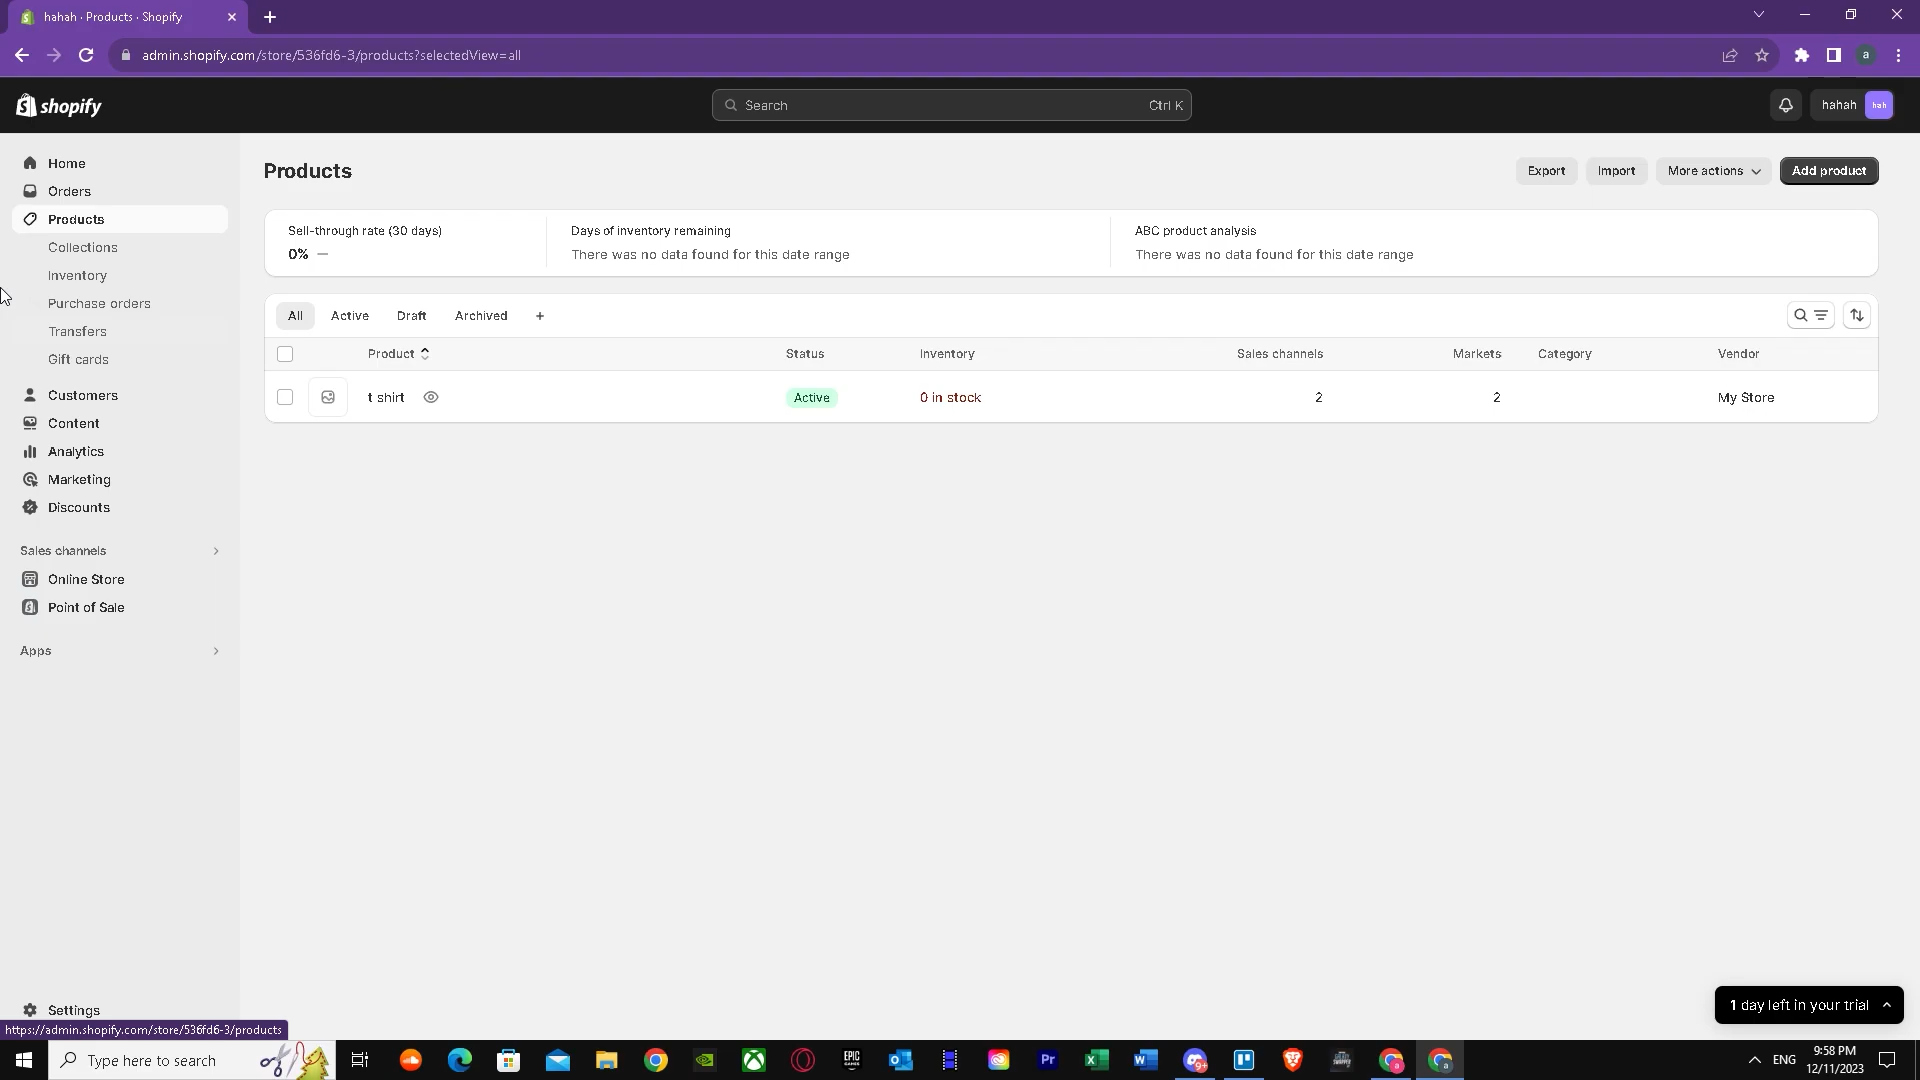 hahah · Products · Shopify
admin.shopify.com/store/536fd6-3/products?selectedView=all
a
shopify
Search
Ctrl K
hahah
hah
Home
Orders
Products
Collections
Inventory
Purchase orders
Transfers
Gift cards
Customers
Content
Analytics
Marketing
Discounts
Sales channels
Online Store
Point of Sale
Apps
Settings
Products
Export
Import
More actions
Add product
Sell-through rate (30 days)
0% —
Days of inventory remaining
There was no data found for this date range
ABC product analysis
There was no data found for this date range
All
Active
Draft
Archived
+
Product
Status
Inventory
Sales channels
Markets
Category
Vendor
t shirt
Active
0 in stock
2
2
My Store
1 day left in your trial
https://admin.shopify.com/store/536fd6-3/products
Type here to search
EPIC GAMES
Pr
9+
a
a
ENG
9:58 PM
12/11/2023